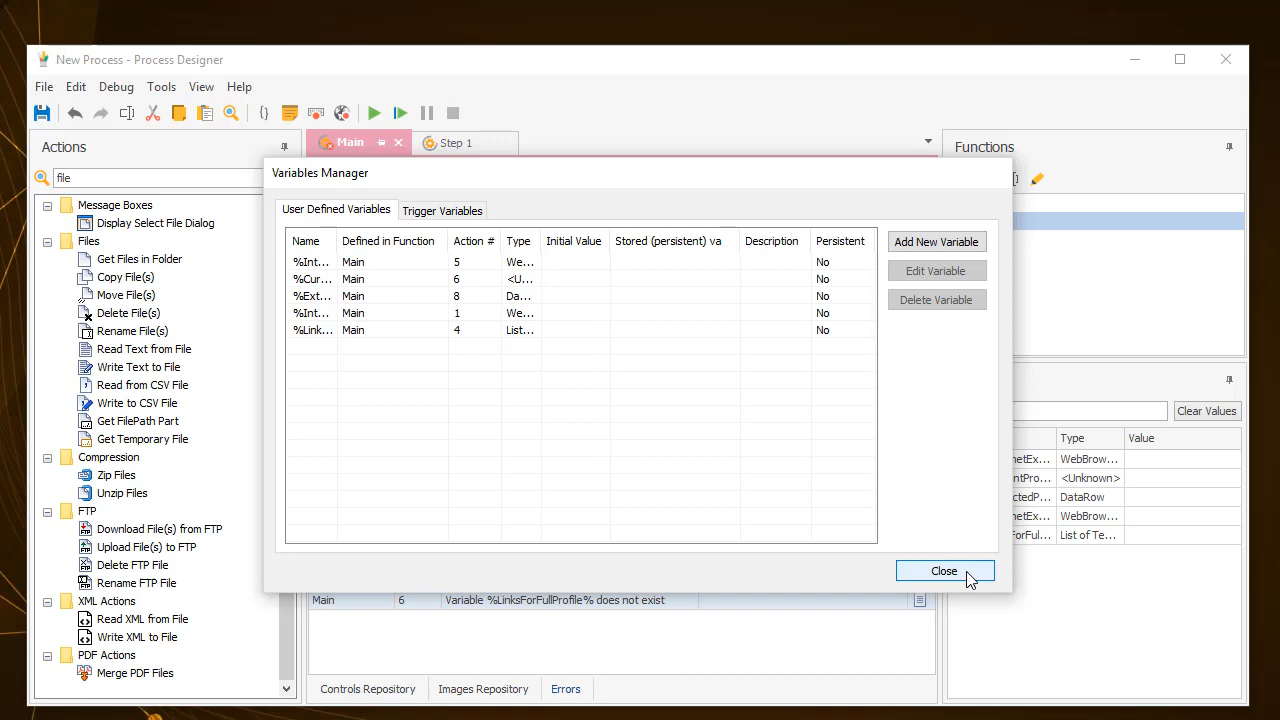 New Process - Process Designer
File Edit Debug Tools View Help
Actions
Main
Step 1
Functions
file
Message Boxes
Display Select File Dialog
Files
Get Files in Folder
Copy File(s)
Move File(s)
Delete File(s)
Rename File(s)
Read Text from File
Write Text to File
Read from CSV File
Write to CSV File
Get FilePath Part
Get Temporary File
Compression
Zip Files
Unzip Files
FTP
Download File(s) from FTP
Upload File(s) to FTP
Delete FTP File
Rename FTP File
XML Actions
Read XML from File
Write XML to File
PDF Actions
Merge PDF Files
Variables Manager
User Defined Variables
Trigger Variables
Name Defined in Function Action # Type Initial Value Stored (persistent) va Description Persistent
%Int... Main 5 We... No
%Cur... Main 6 <U... No
%Ext... Main 8 Da... No
%Int... Main 1 We... No
%Link... Main 4 List... No
Add New Variable
Edit Variable
Delete Variable
Close
Clear Values
Type Value
netEx... WebBrow...
ntPro... <Unknown>
ctedP... DataRow
netEx... WebBrow...
ForFul... List of Te...
Main 6 Variable %LinksForFullProfile% does not exist
Controls Repository Images Repository Errors